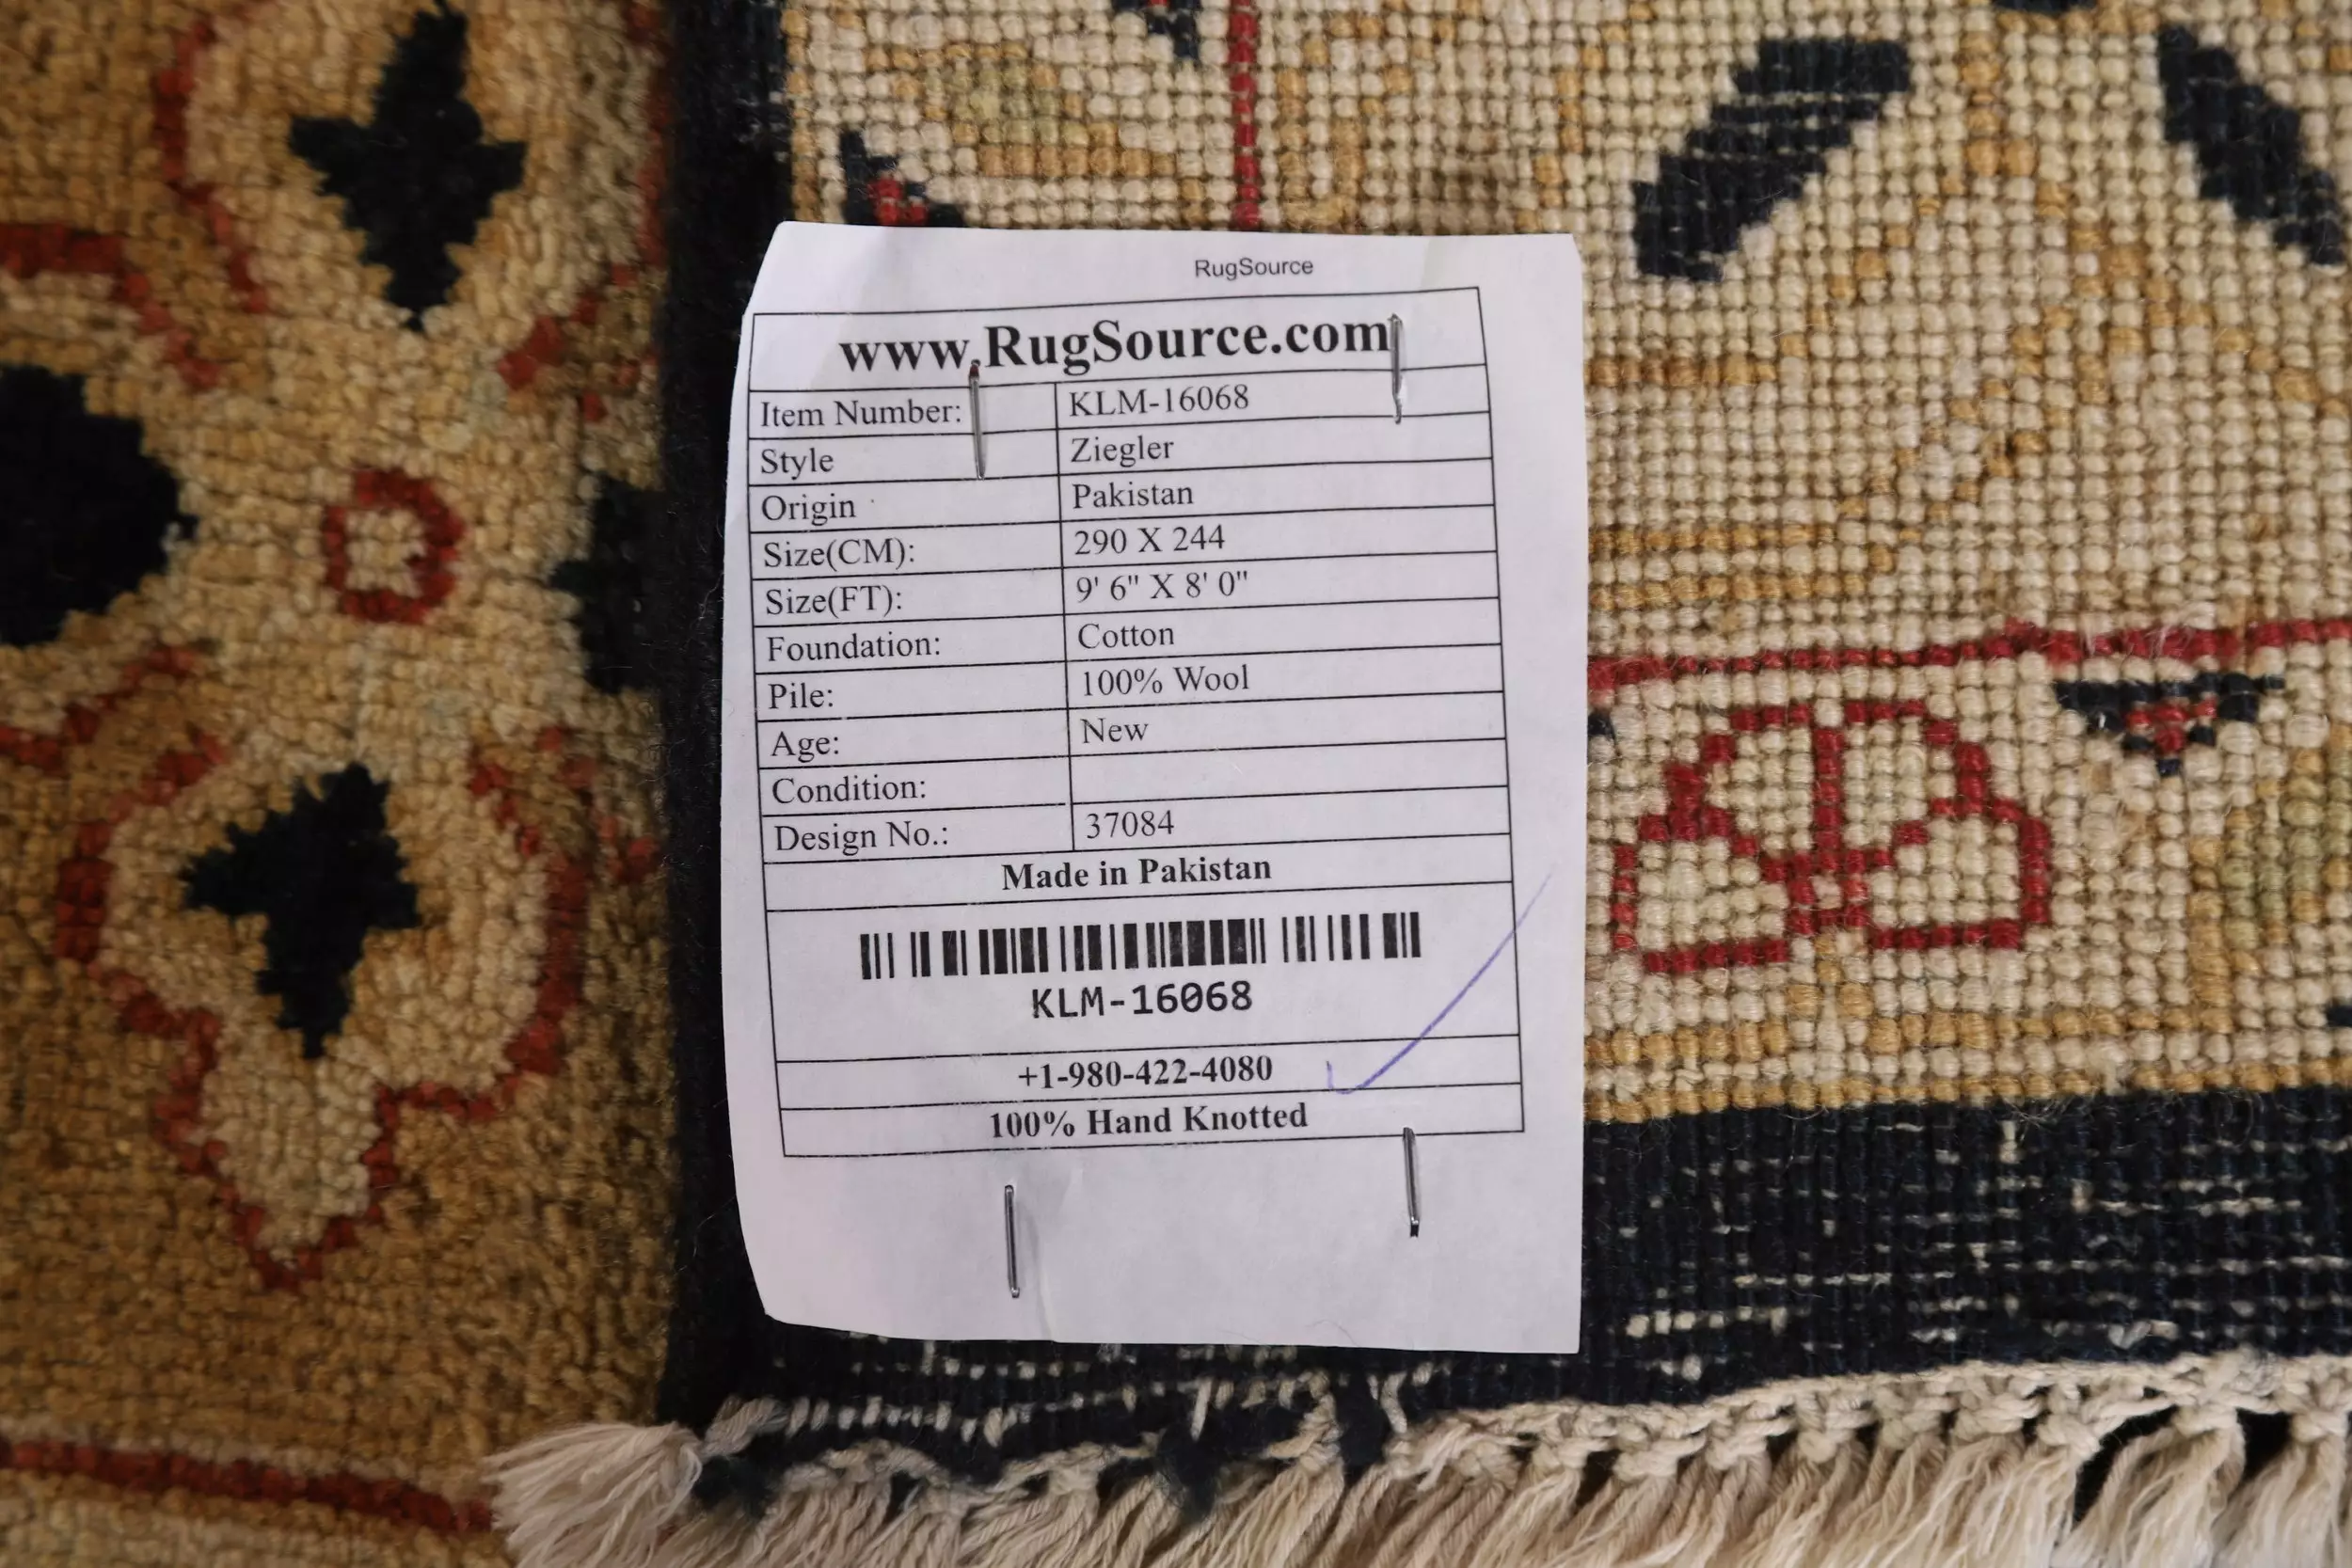 RugSource
www.RugSource.com
Item Number: KLM-16068
Style Ziegler
Origin Pakistan
Size(CM): 290 X 244
Size(FT): 9' 6" X 8' 0"
Foundation: Cotton
Pile: 100% Wool
Age: New
Condition:
Design No.: 37084
Made in Pakistan
KLM-16068
+1-980-422-4080
100% Hand Knotted